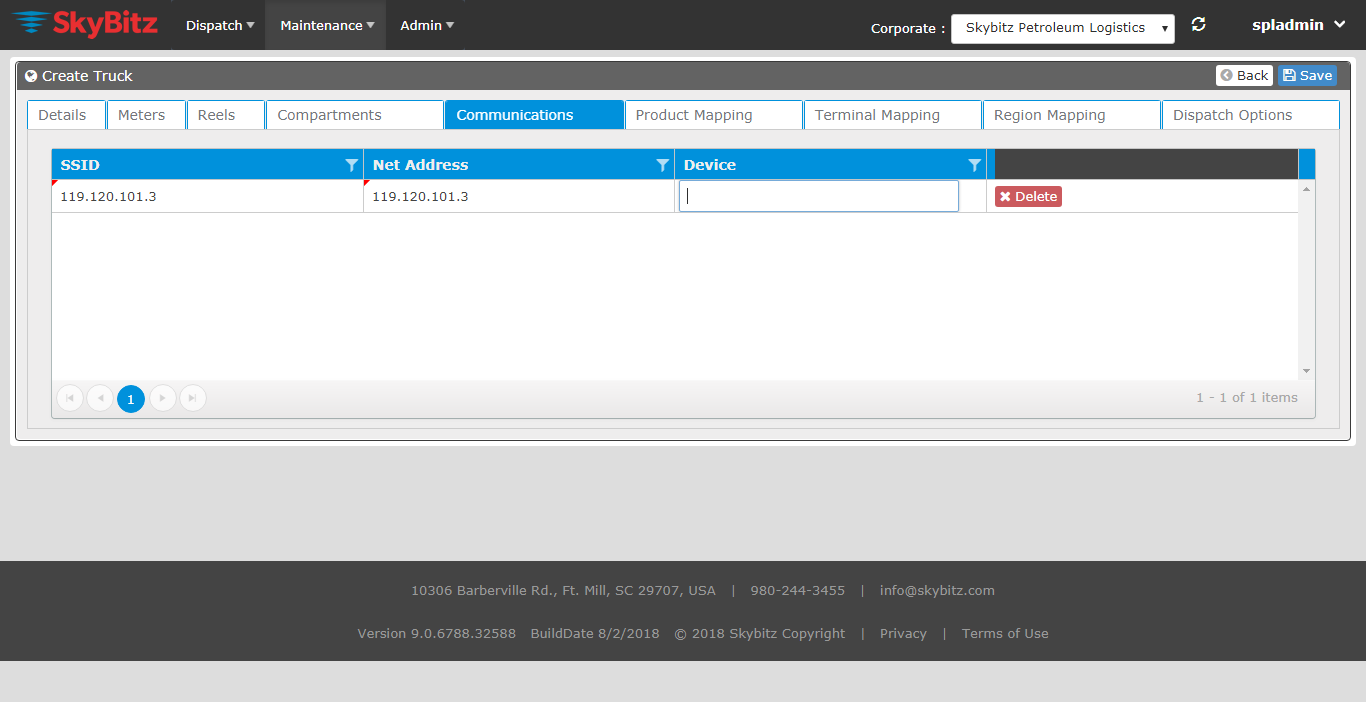 SkyBitz Dispatch Maintenance Admin Corporate : Skybitz Petroleum Logistics spladmin
Create Truck Back Save
Details Meters Reels Compartments Communications Product Mapping Terminal Mapping Region Mapping Dispatch Options
SSID Net Address Device
119.120.101.3 119.120.101.3 Delete
1 1 - 1 of 1 items
10306 Barberville Rd., Ft. Mill, SC 29707, USA | 980-244-3455 | info@skybitz.com
Version 9.0.6788.32588 BuildDate 8/2/2018 © 2018 Skybitz Copyright | Privacy | Terms of Use